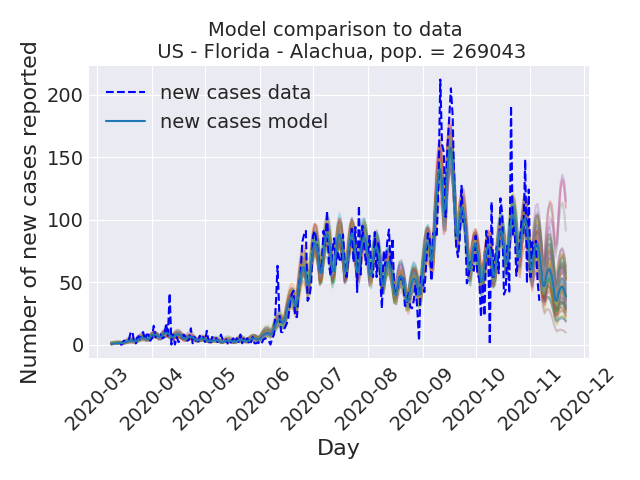 Model comparison to data
US - Florida - Alachua, pop. = 269043
Number of new cases reported
200
150
100
50
0
new cases data
new cases model
2020-03
2020-04
2020-05
2020-06
2020-07
2020-08
2020-09
2020-10
2020-11
2020-12
Day